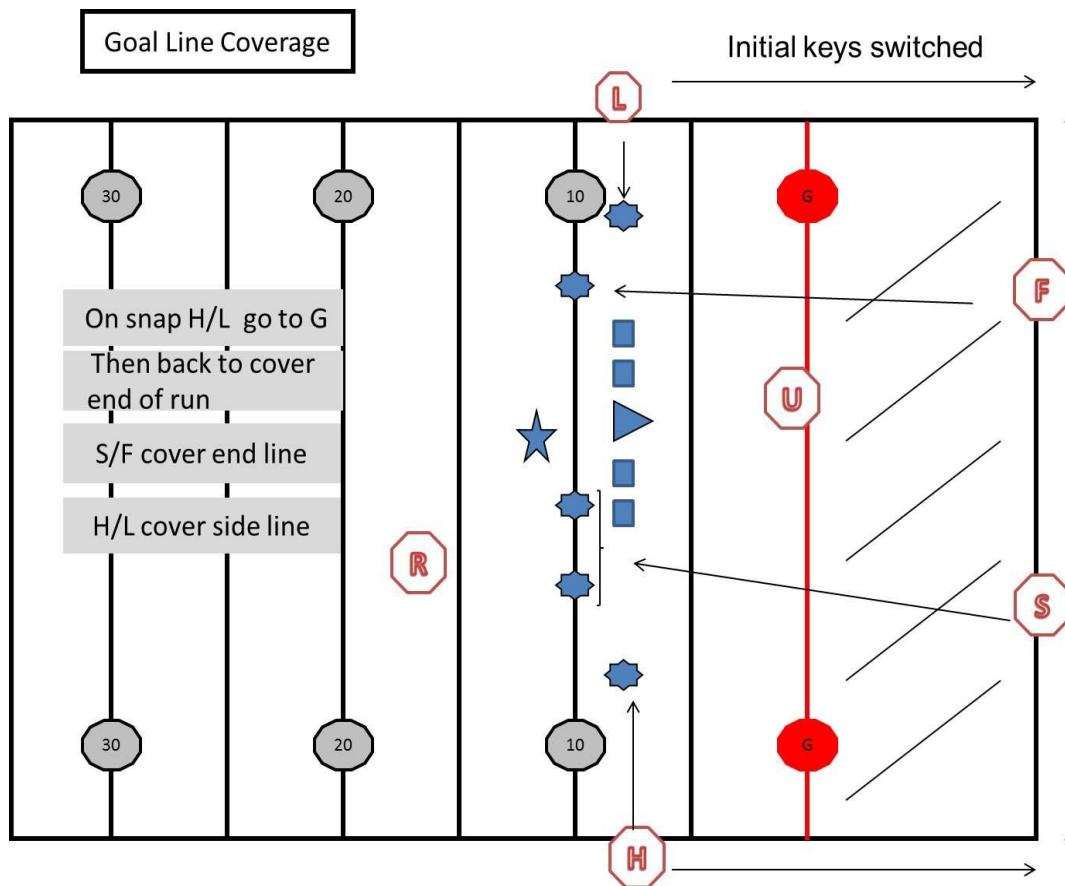 Goal Line Coverage
Initial keys switched
L
30
20
10
G
F
On snap H/L go to G
Then back to cover
end of run
U
S/F cover end line
H/L cover side line
R
S
30
20
10
G
H